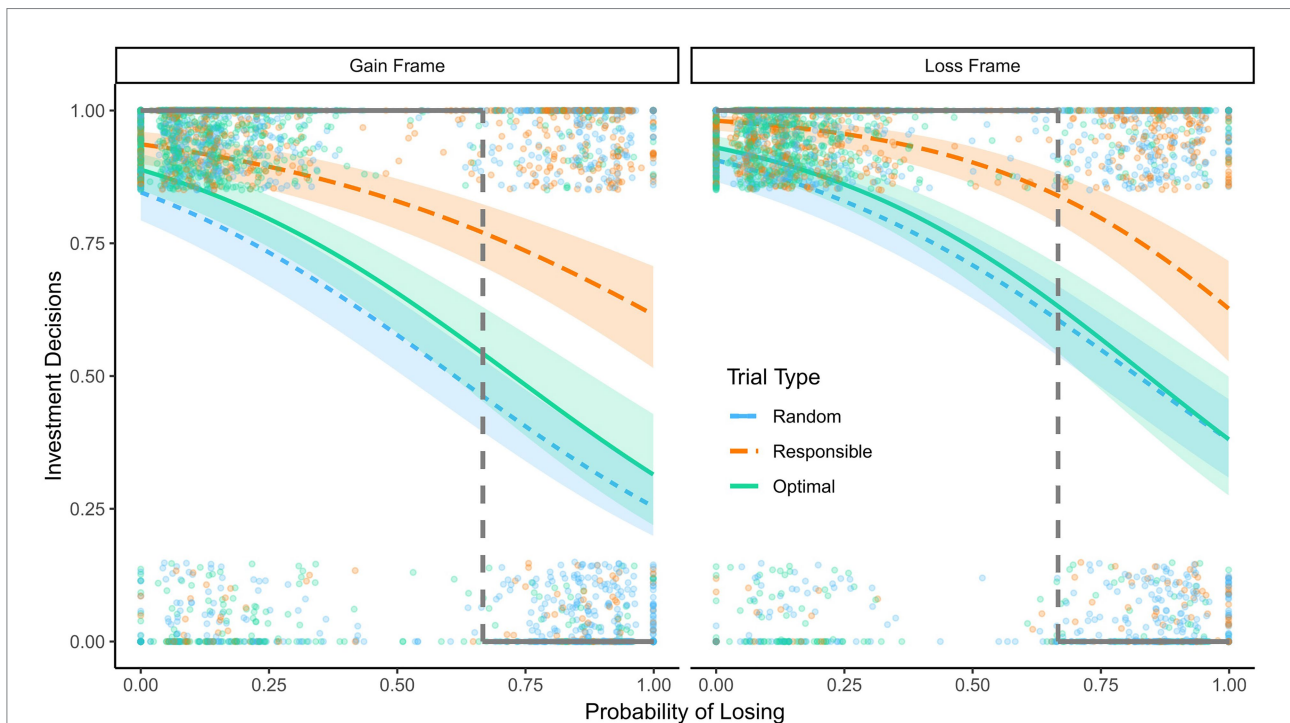 Gain Frame
Loss Frame
1.00
0.75
0.50
0.25
0.00
Investment Decisions
Trial Type
Random
Responsible
Optimal
0.00 0.25 0.50 0.75 1.00
0.00 0.25 0.50 0.75 1.00
Probability of Losing